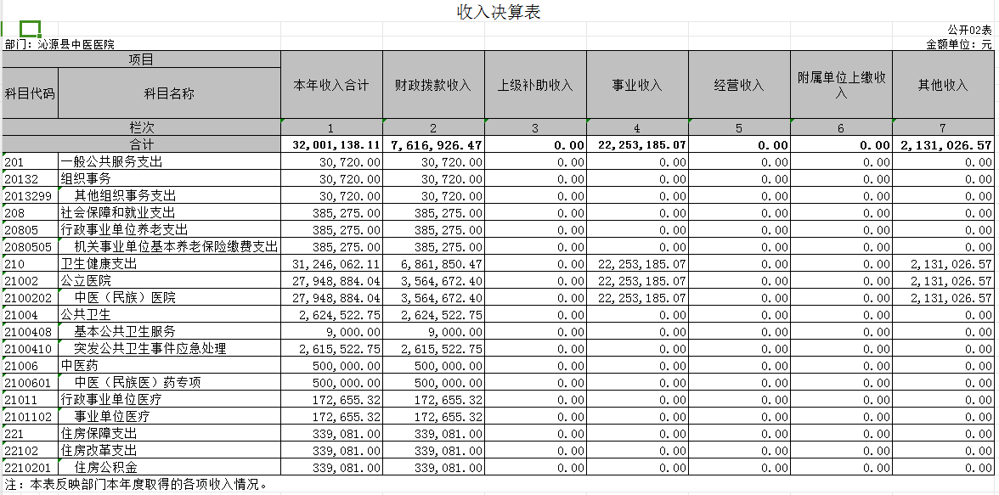 收入决算表
公开02表
部门：沁源县中医医院 金额单位：元
项目 本年收入合计 财政拨款收入 上级补助收入 事业收入 经营收入 附属单位上缴收入 其他收入
科目代码 科目名称
栏次 1 2 3 4 5 6 7
合计 32,001,138.11 7,616,926.47 0.00 22,253,185.07 0.00 0.00 2,131,026.57
201 一般公共服务支出 30,720.00 30,720.00 0.00 0.00 0.00 0.00 0.00
20132 组织事务 30,720.00 30,720.00 0.00 0.00 0.00 0.00 0.00
2013299 其他组织事务支出 30,720.00 30,720.00 0.00 0.00 0.00 0.00 0.00
208 社会保障和就业支出 385,275.00 385,275.00 0.00 0.00 0.00 0.00 0.00
20805 行政事业单位养老支出 385,275.00 385,275.00 0.00 0.00 0.00 0.00 0.00
2080505 机关事业单位基本养老保险缴费支出 385,275.00 385,275.00 0.00 0.00 0.00 0.00 0.00
210 卫生健康支出 31,246,062.11 6,861,850.47 0.00 22,253,185.07 0.00 0.00 2,131,026.57
21002 公立医院 27,948,884.04 3,564,672.40 0.00 22,253,185.07 0.00 0.00 2,131,026.57
2100202 中医（民族）医院 27,948,884.04 3,564,672.40 0.00 22,253,185.07 0.00 0.00 2,131,026.57
21004 公共卫生 2,624,522.75 2,624,522.75 0.00 0.00 0.00 0.00 0.00
2100408 基本公共卫生服务 9,000.00 9,000.00 0.00 0.00 0.00 0.00 0.00
2100410 突发公共卫生事件应急处理 2,615,522.75 2,615,522.75 0.00 0.00 0.00 0.00 0.00
21006 中医药 500,000.00 500,000.00 0.00 0.00 0.00 0.00 0.00
2100601 中医（民族医）药专项 500,000.00 500,000.00 0.00 0.00 0.00 0.00 0.00
21011 行政事业单位医疗 172,655.32 172,655.32 0.00 0.00 0.00 0.00 0.00
2101102 事业单位医疗 172,655.32 172,655.32 0.00 0.00 0.00 0.00 0.00
221 住房保障支出 339,081.00 339,081.00 0.00 0.00 0.00 0.00 0.00
22102 住房改革支出 339,081.00 339,081.00 0.00 0.00 0.00 0.00 0.00
2210201 住房公积金 339,081.00 339,081.00 0.00 0.00 0.00 0.00 0.00
注：本表反映部门本年度取得的各项收入情况。